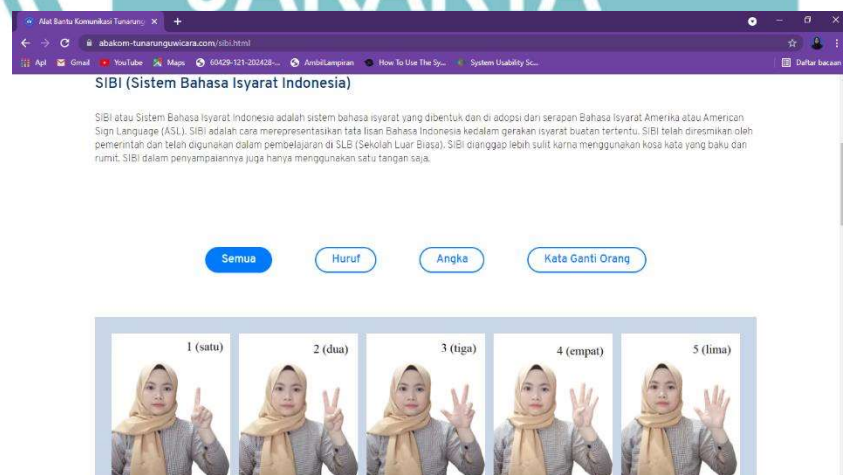 JAKARTA
Alat Bantu Komunikasi Tunarung
abakom-tunarunguwicara.com/sibi.html
Apl Gmail YouTube Maps 60429-121-202428-... AmbilLampiran How To Use The Sy... System Usability Sc... Daftar bacaan
SIBI (Sistem Bahasa Isyarat Indonesia)
SIBI atau Sistem Bahasa Isyarat Indonesia adalah sistem bahasa isyarat yang dibentuk dan di adopsi dari serapan Bahasa Isyarat Amerika atau American
Sign Language (ASL). SIBI adalah cara merepresentasikan tata lisan Bahasa Indonesia kedalam gerakan isyarat buatan tertentu. SIBI telah diresmikan oleh
pemerintah dan telah digunakan dalam pembelajaran di SLB (Sekolah Luar Biasa). SIBI dianggap lebih sulit karna menggunakan kosa kata yang baku dan
rumit. SIBI dalam penyampaiannya juga hanya menggunakan satu tangan saja.
Semua Huruf Angka Kata Ganti Orang
1 (satu) 2 (dua) 3 (tiga) 4 (empat) 5 (lima)